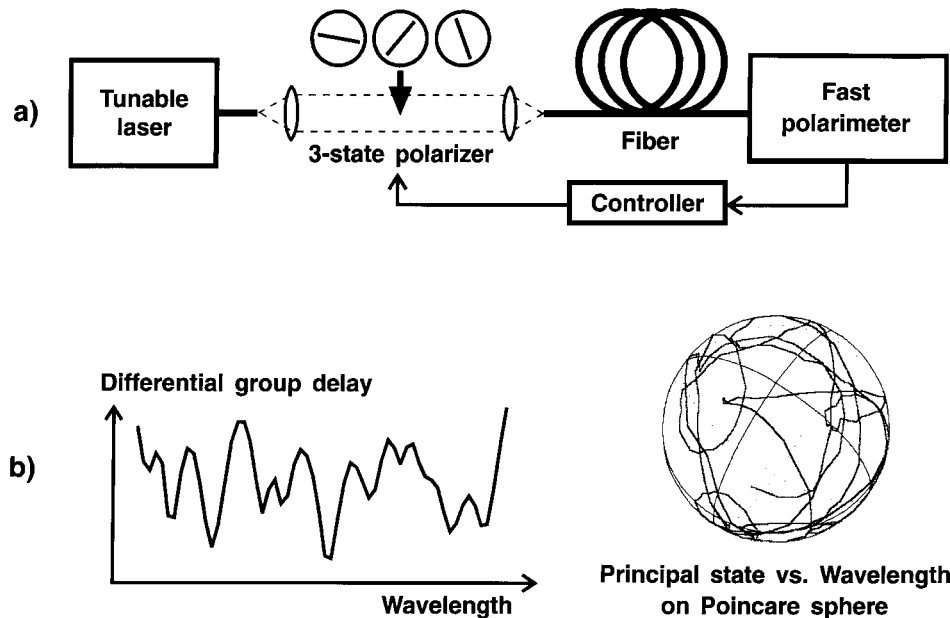 a)
Tunable
laser
3-state polarizer
Fiber
Fast
polarimeter
Controller
b)
Differential group delay
Wavelength
Principal state vs. Wavelength
on Poincare sphere